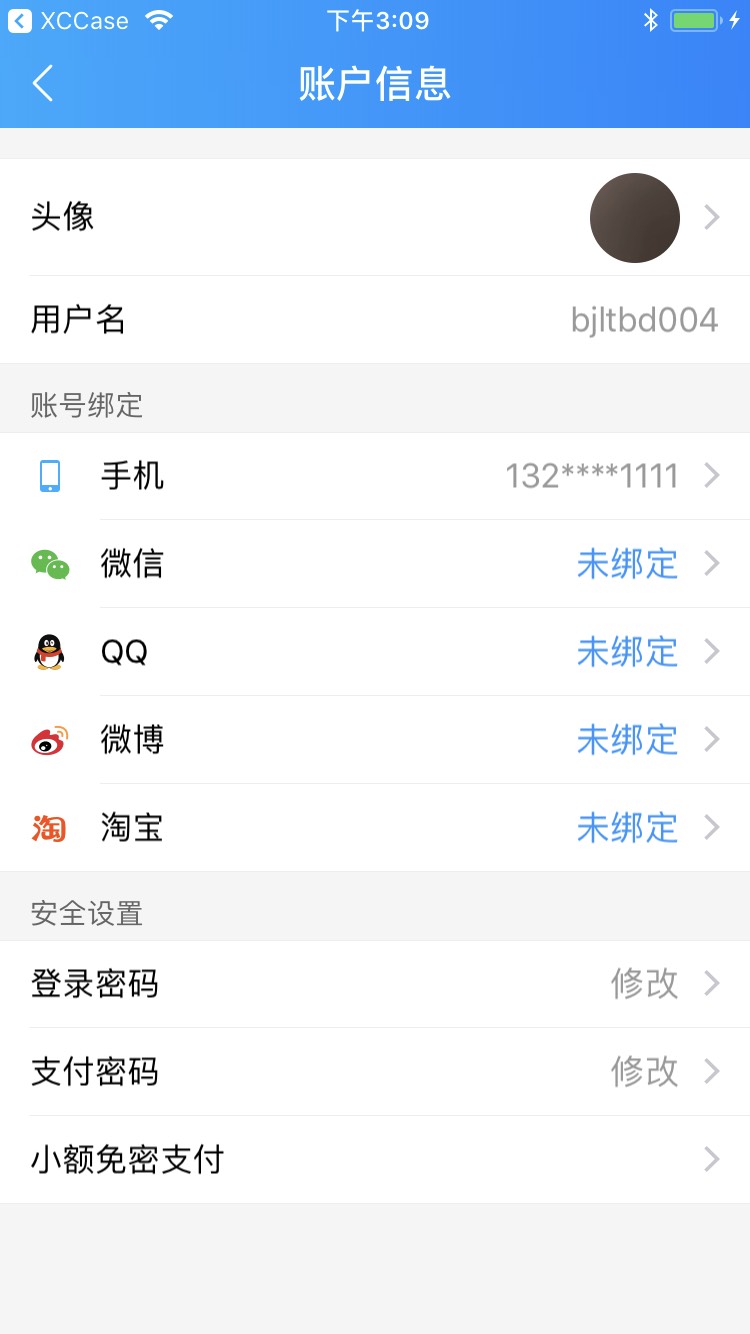 XCCase 下午3:09
账户信息
头像
用户名 bjltbd004
账号绑定
手机 132****1111
微信 未绑定
QQ 未绑定
微博 未绑定
淘 淘宝 未绑定
安全设置
登录密码 修改
支付密码 修改
小额免密支付